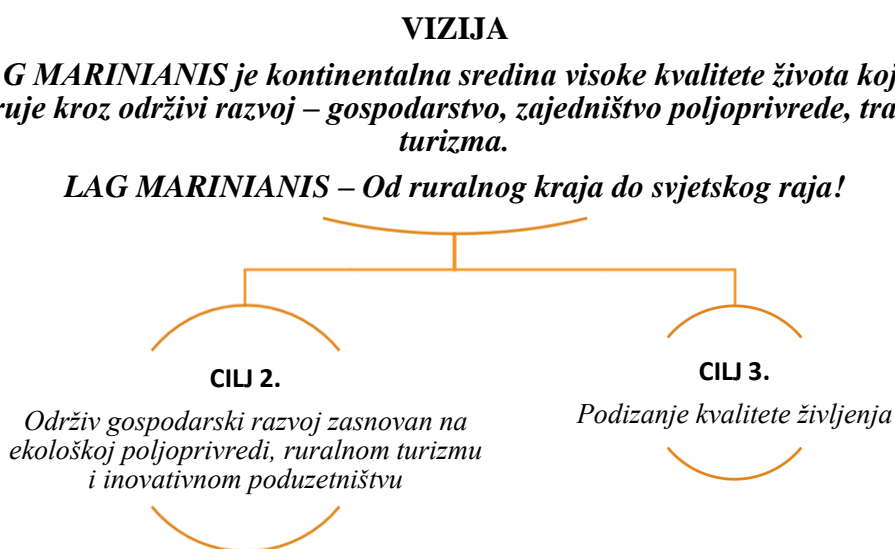 VIZIJA
G MARINIANIS je kontinentalna sredina visoke kvalitete života koj
ruje kroz održivi razvoj – gospodarstvo, zajedništvo poljoprivrede, tra
turizma.
LAG MARINIANIS – Od ruralnog kraja do svjetskog raja!
CILJ 2.
Održiv gospodarski razvoj zasnovan na
ekološkoj poljoprivredi, ruralnom turizmu
i inovativnom poduzetništvu
CILJ 3.
Podizanje kvalitete življenja